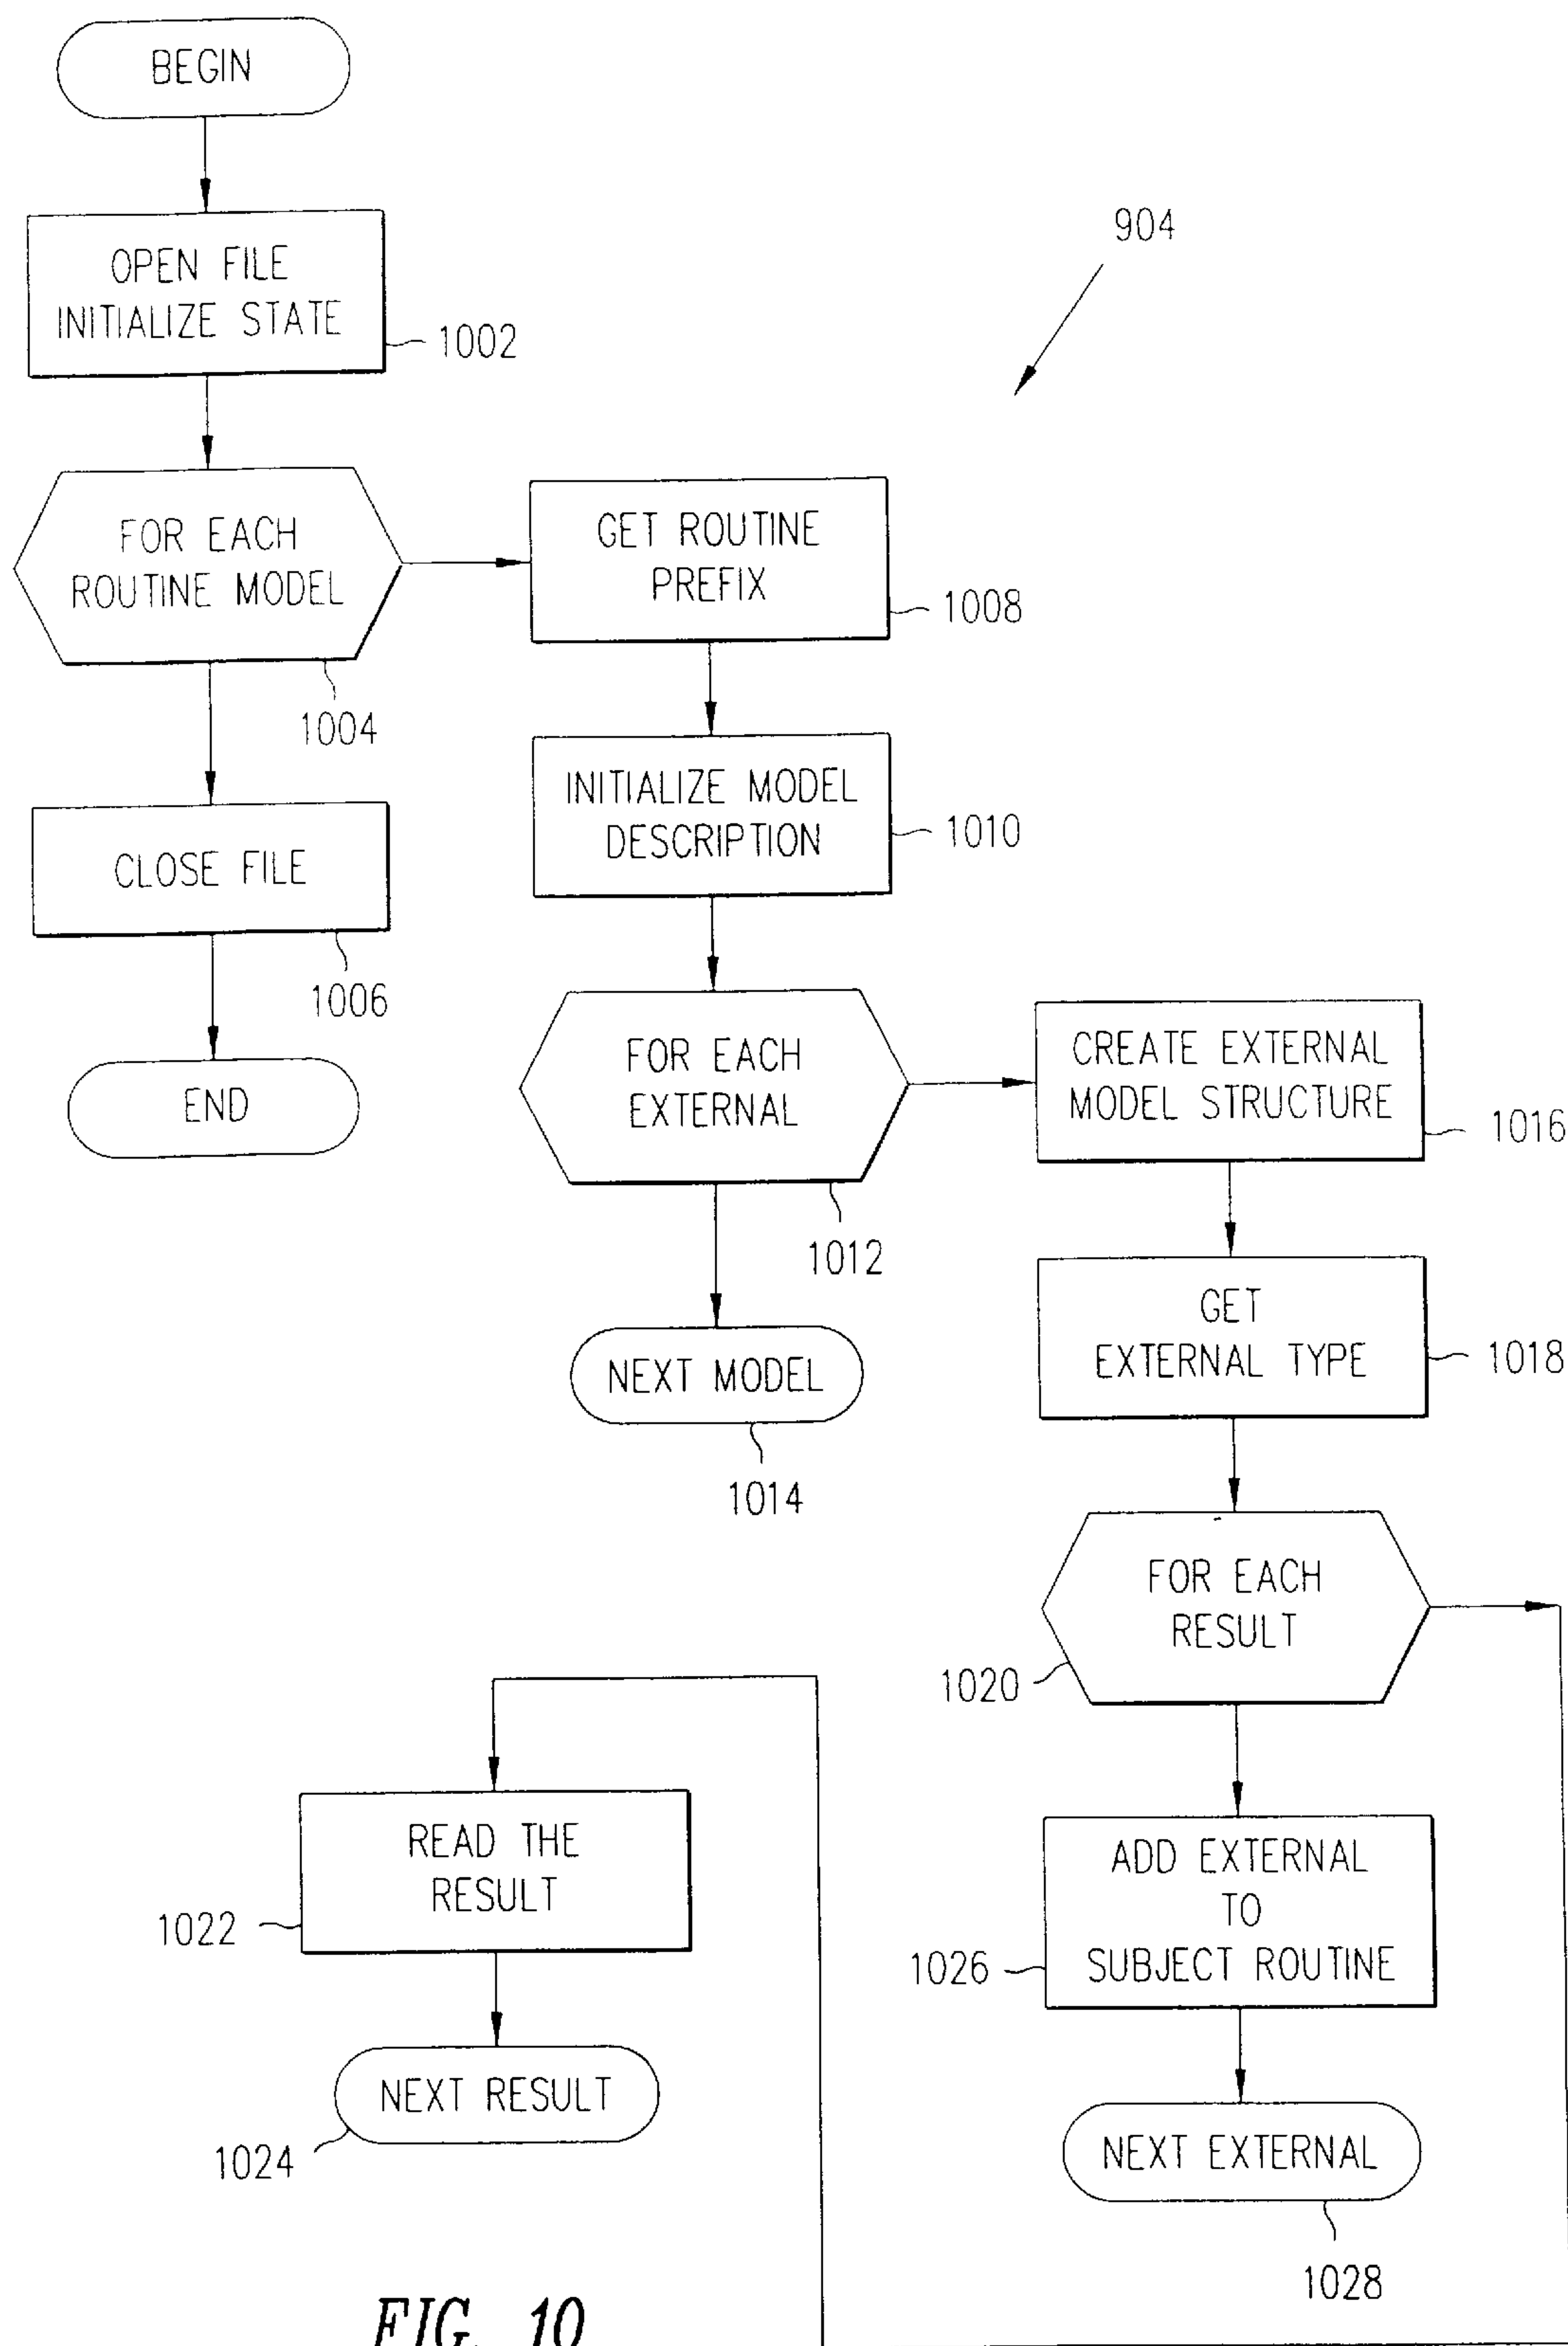 BEGIN
904
OPEN FILE
INITIALIZE STATE
1002
FOR EACH
ROUTINE MODEL
1004
GET ROUTINE
PREFIX
1008
INITIALIZE MODEL
DESCRIPTION
1010
CLOSE FILE
1006
END
FOR EACH
EXTERNAL
1012
NEXT MODEL
1014
CREATE EXTERNAL
MODEL STRUCTURE
1016
GET
EXTERNAL TYPE
1018
FOR EACH
RESULT
1020
READ THE
RESULT
1022
NEXT RESULT
1024
ADD EXTERNAL
TO
SUBJECT ROUTINE
1026
NEXT EXTERNAL
1028
FIG. 10